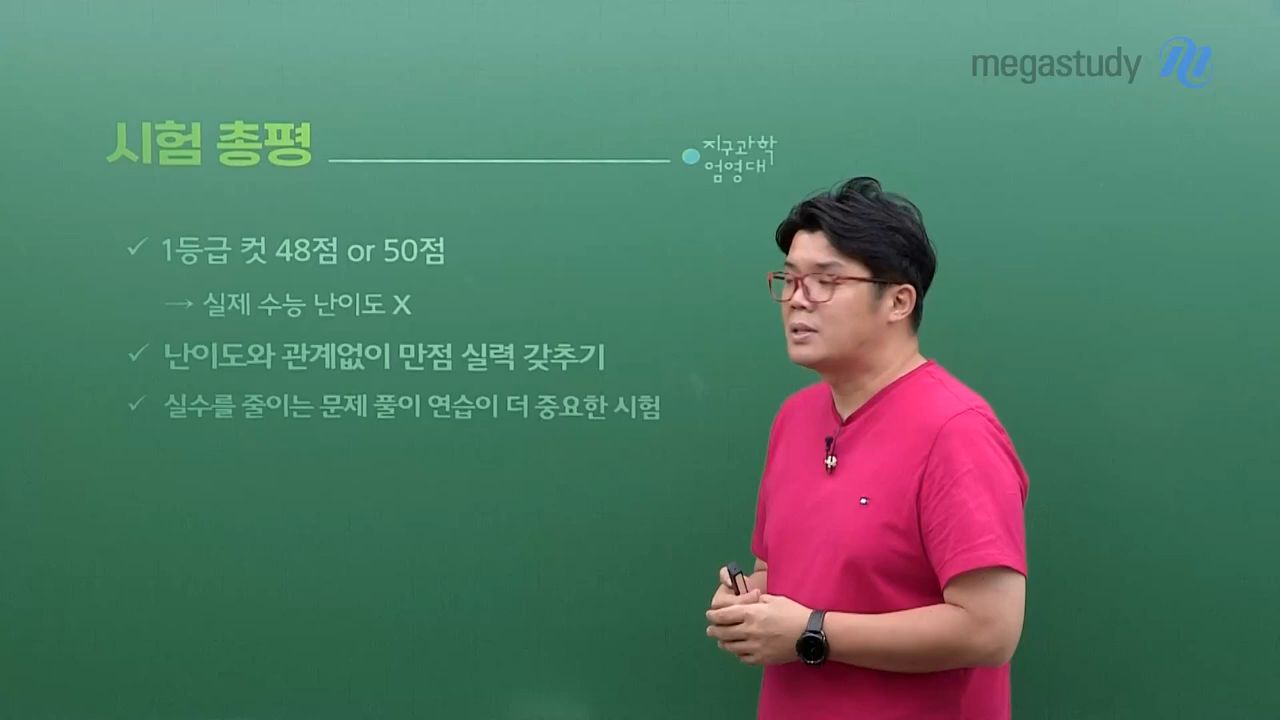 megastudy
시험 총평
지구과학
엄영대
✓ 1등급 컷 48점 or 50점
→ 실제 수능 난이도 X
✓ 난이도와 관계없이 만점 실력 갖추기
✓ 실수를 줄이는 문제 풀이 연습이 더 중요한 시험